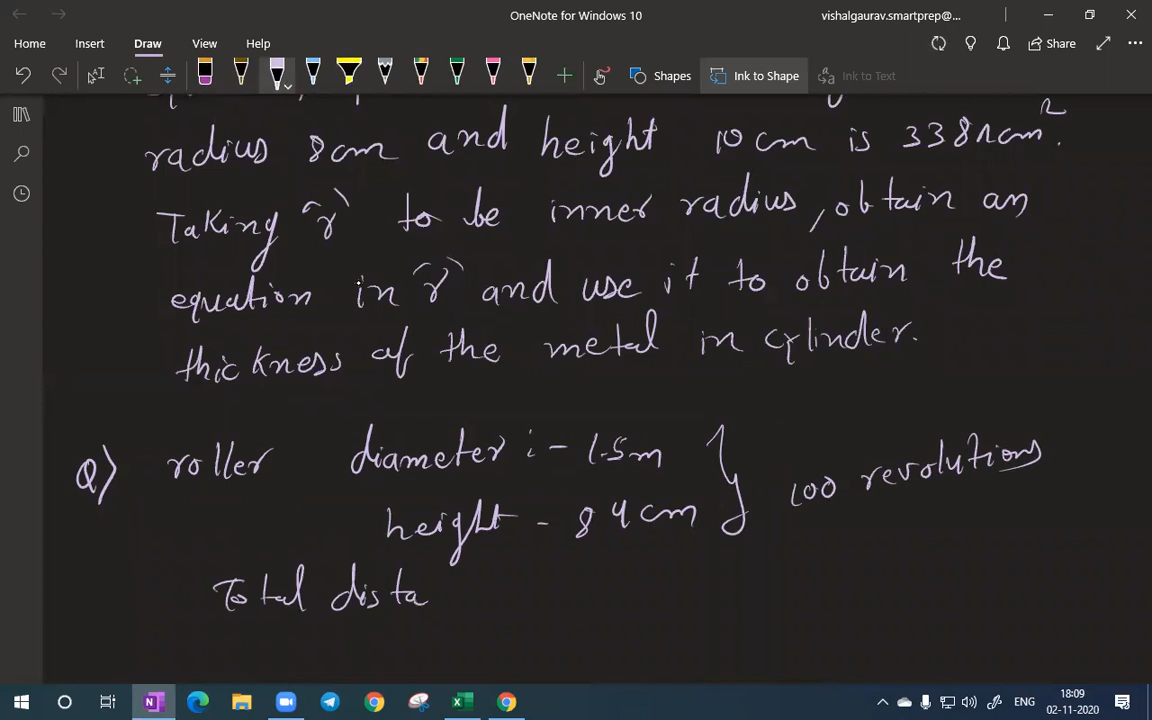 OneNote for Windows 10
vishalgaurav.smartprep@...
Home Insert Draw View Help
Share
Shapes Ink to Shape Ink to Text
radius 8cm and height 10cm is 338πcm².
Taking "r" to be inner radius, obtain an
equation in "r" and use it to obtain the
thickness of the metal in cylinder.
Q) roller diameter :- 1.5m
height - 84cm } 100 revolutions
Total dista
ENG
18:09
02-11-2020